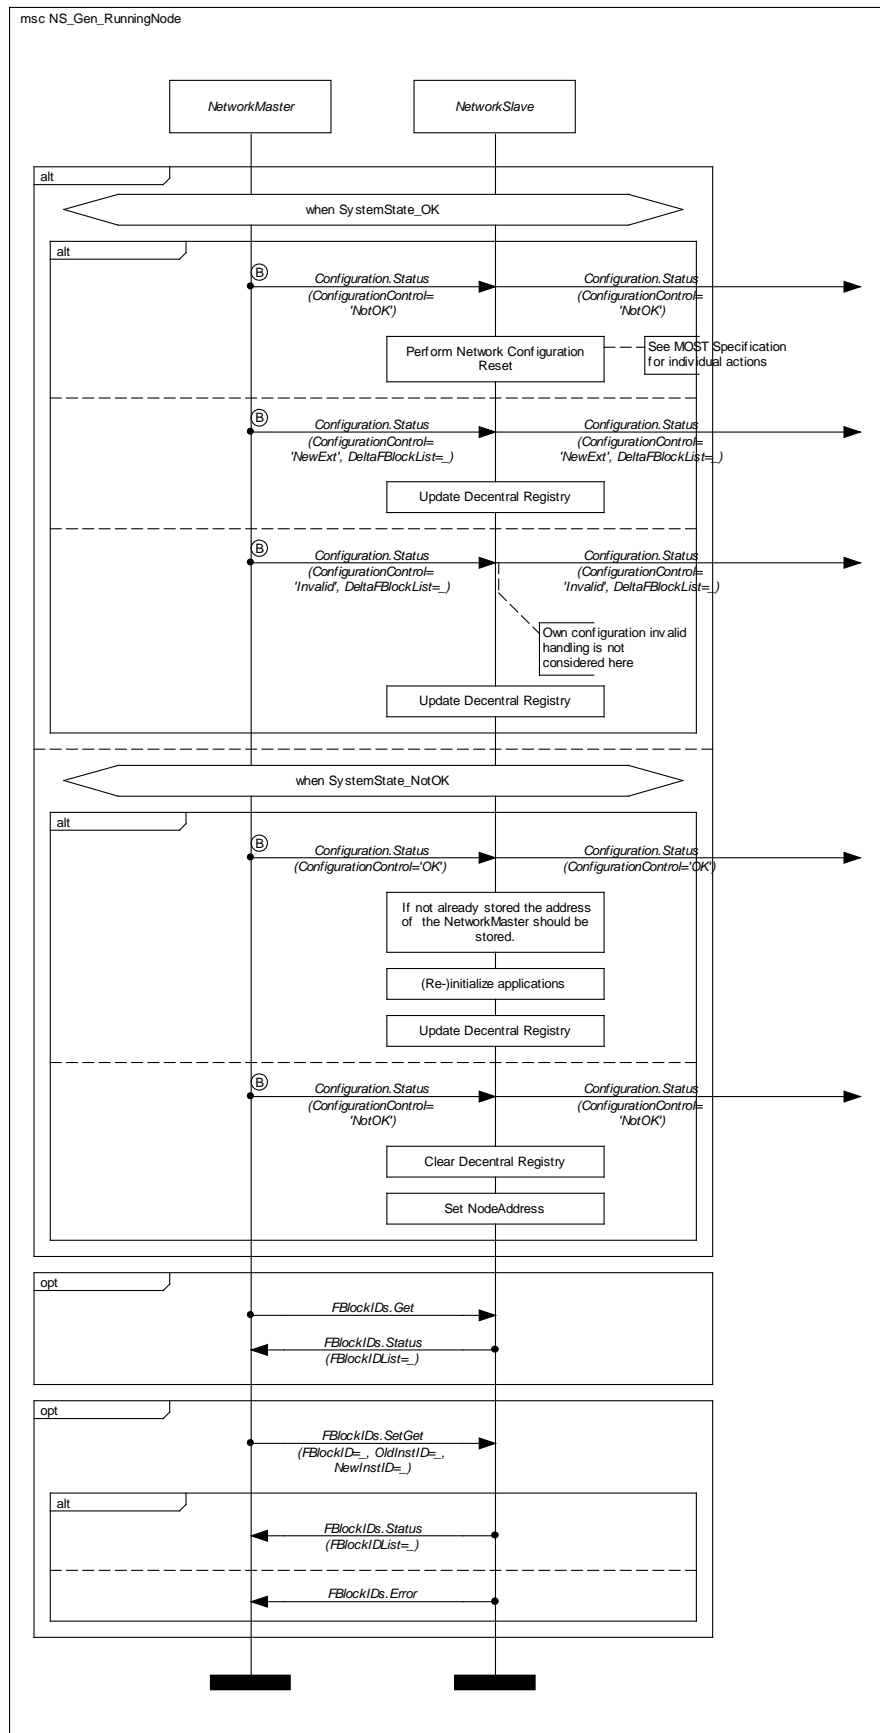 msc NS_Gen_RunningNode
NetworkMaster
NetworkSlave
alt
when SystemState_OK
alt
B
Configuration.Status
(ConfigurationControl=
'NotOK')
Configuration.Status
(ConfigurationControl=
'NotOK')
Perform Network Configuration
Reset
See MOST Specification
for individual actions
B
Configuration.Status
(ConfigurationControl=
'NewExt', DeltaFBlockList=_)
Configuration.Status
(ConfigurationControl=
'NewExt', DeltaFBlockList=_)
Update Decentral Registry
B
Configuration.Status
(ConfigurationControl=
'Invalid', DeltaFBlockList=_)
Configuration.Status
(ConfigurationControl=
'Invalid', DeltaFBlockList=_)
Own configuration invalid
handling is not
considered here
Update Decentral Registry
when SystemState_NotOK
alt
B
Configuration.Status
(ConfigurationControl='OK')
Configuration.Status
(ConfigurationControl='OK')
If not already stored the address
of the NetworkMaster should be
stored.
(Re-)initialize applications
Update Decentral Registry
B
Configuration.Status
(ConfigurationControl=
'NotOK')
Configuration.Status
(ConfigurationControl=
'NotOK')
Clear Decentral Registry
Set NodeAddress
opt
FBlockIDs.Get
FBlockIDs.Status
(FBlockIDList=_)
opt
FBlockIDs.SetGet
(FBlockID=_, OldInstID=_,
NewInstID=_)
alt
FBlockIDs.Status
(FBlockIDList=_)
FBlockIDs.Error